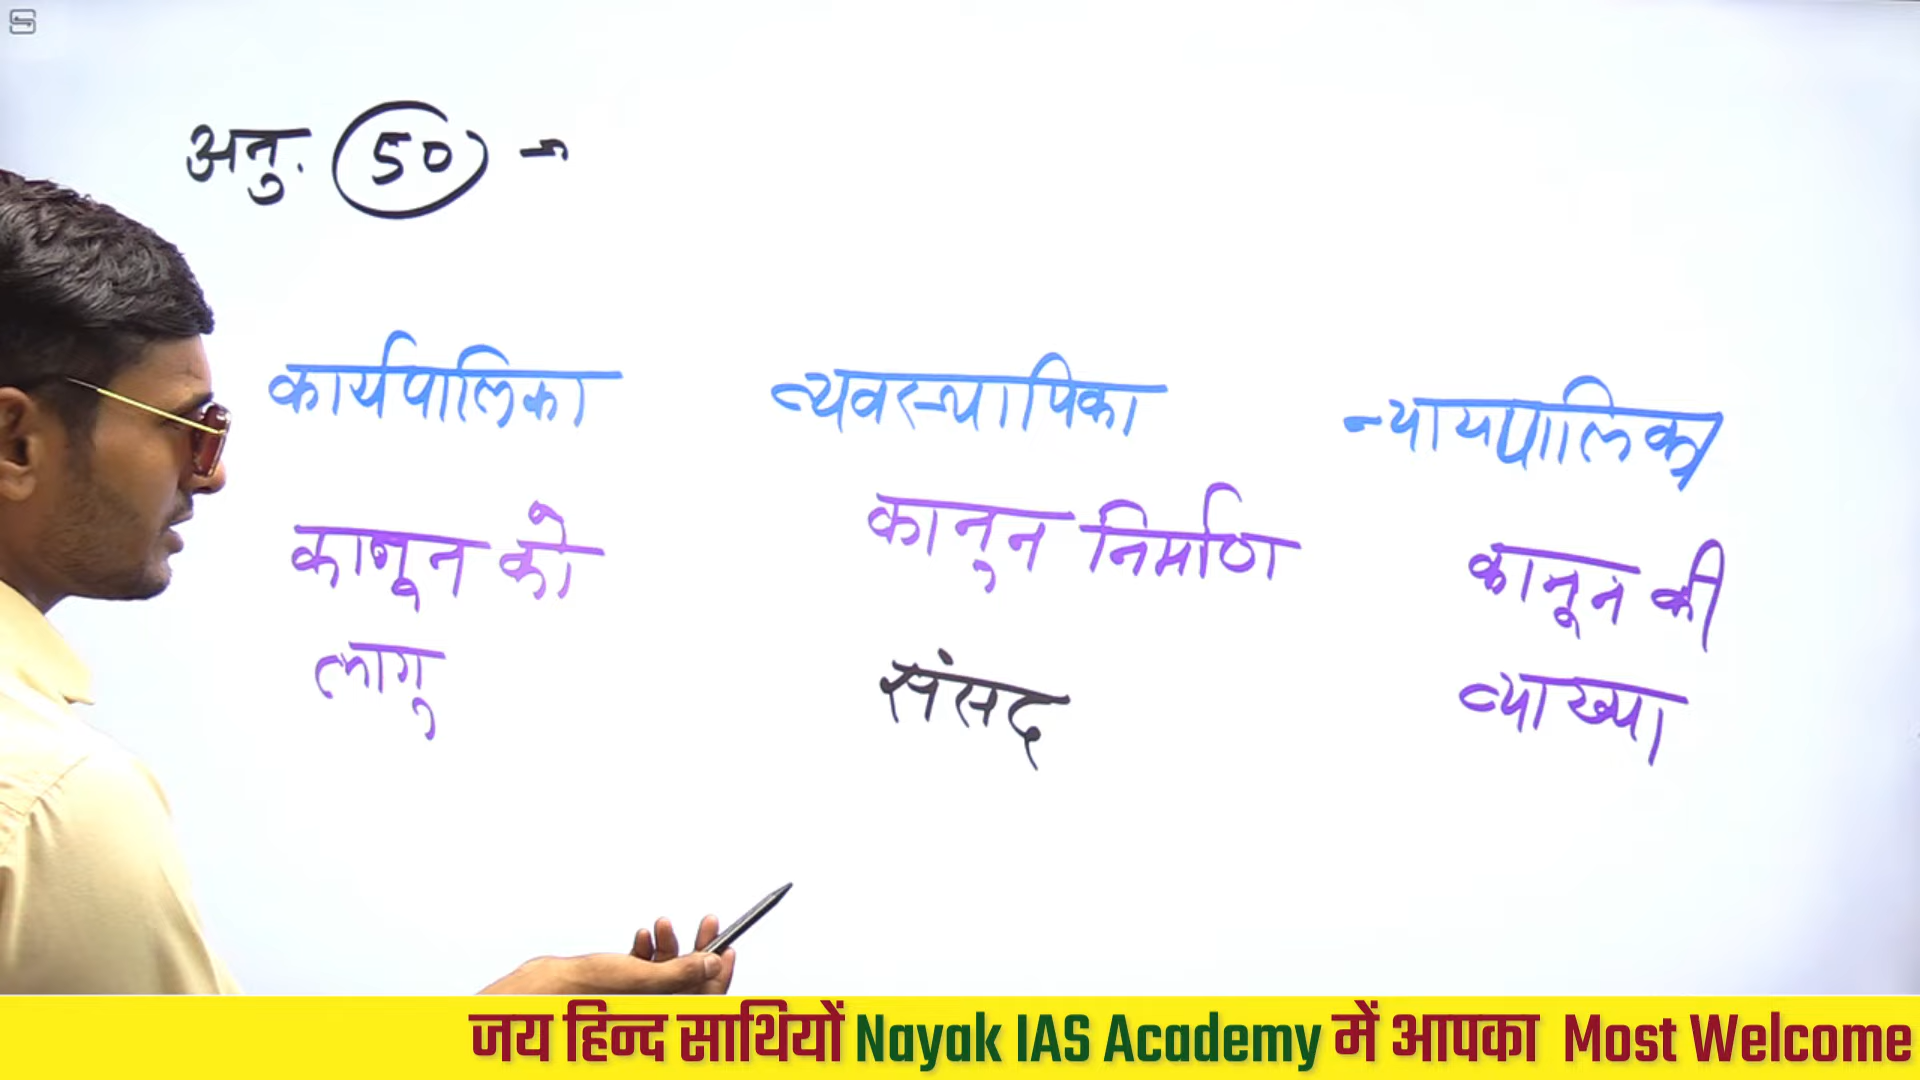 अनु. 50 -
कार्यपालिका व्यवस्थापिका न्यायपालिका
कानून को कानुन निर्माण कानून की
लागु संसद व्याख्या
जय हिन्द साथियों Nayak IAS Academy में आपका Most Welcome